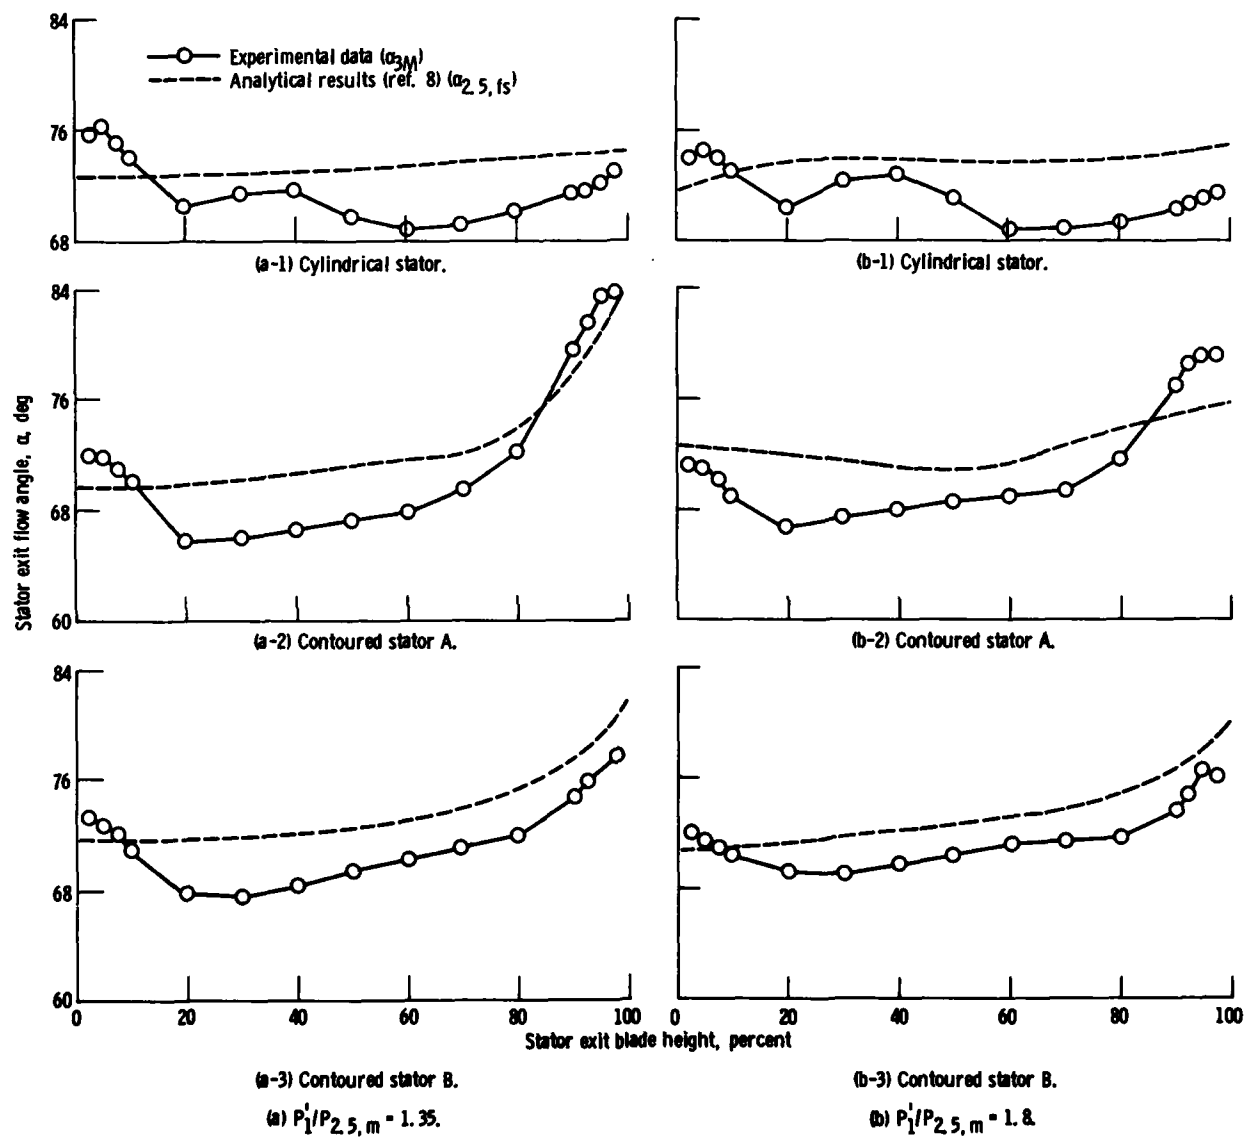 84
76
68
Experimental data (α3M)
Analytical results (ref. 8) (α2.5, fs)
(a-1) Cylindrical stator.
(b-1) Cylindrical stator.
84
76
68
60
Stator exit flow angle, α, deg
(a-2) Contoured stator A.
(b-2) Contoured stator A.
84
76
68
60
0 20 40 60 80 100
0 20 40 60 80 100
Stator exit blade height, percent
(a-3) Contoured stator B.
(b-3) Contoured stator B.
(a) P'1/P2.5, m = 1.35.
(b) P'1/P2.5, m = 1.8.